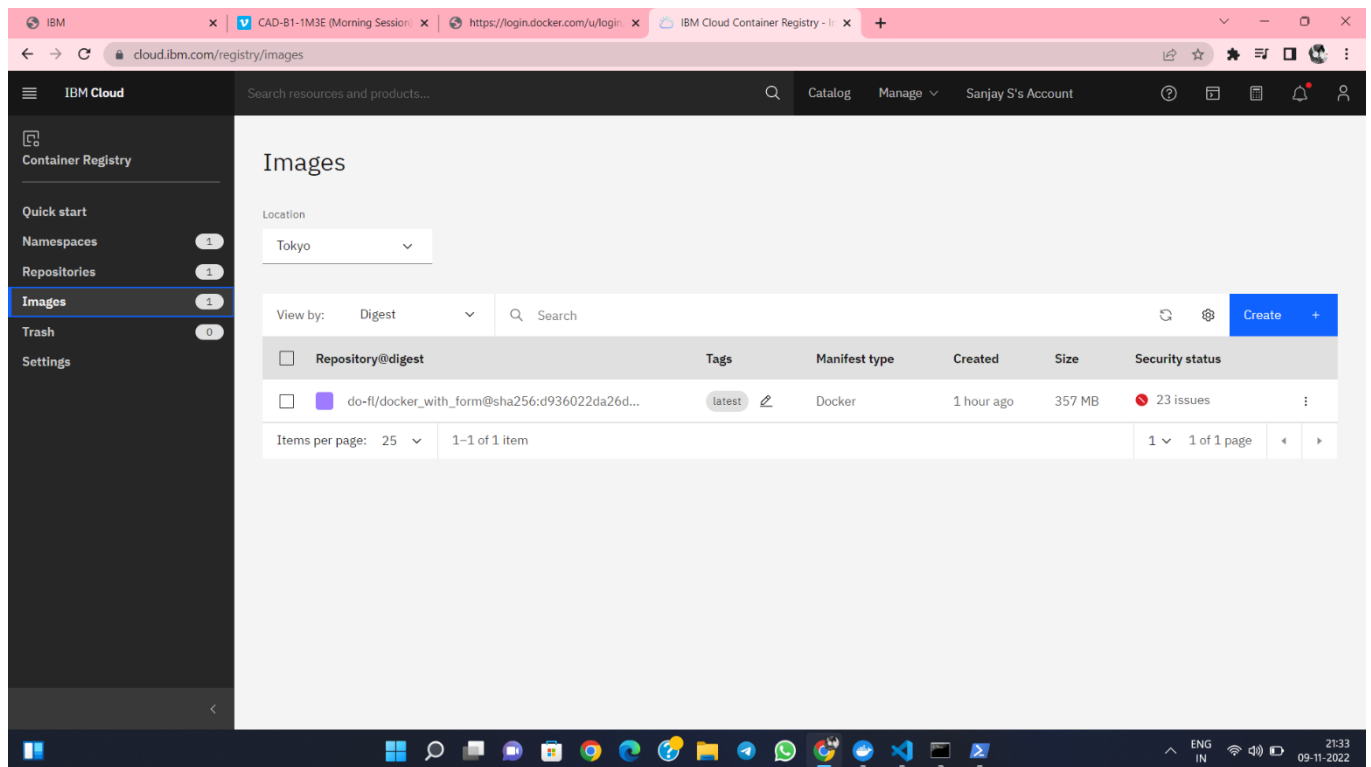 IBM
CAD-B1-1M3E (Morning Session)
https://login.docker.com/u/login
IBM Cloud Container Registry - I
cloud.ibm.com/registry/images
IBM Cloud
Search resources and products...
Catalog
Manage
Sanjay S's Account
Container Registry
Quick start
Namespaces 1
Repositories 1
Images 1
Trash 0
Settings
Images
Location
Tokyo
View by: Digest
Search
Create +
Repository@digest Tags Manifest type Created Size Security status
do-fl/docker_with_form@sha256:d936022da26d... latest Docker 1 hour ago 357 MB 23 issues
Items per page: 25 1–1 of 1 item 1 1 of 1 page
ENG
IN
21:33
09-11-2022